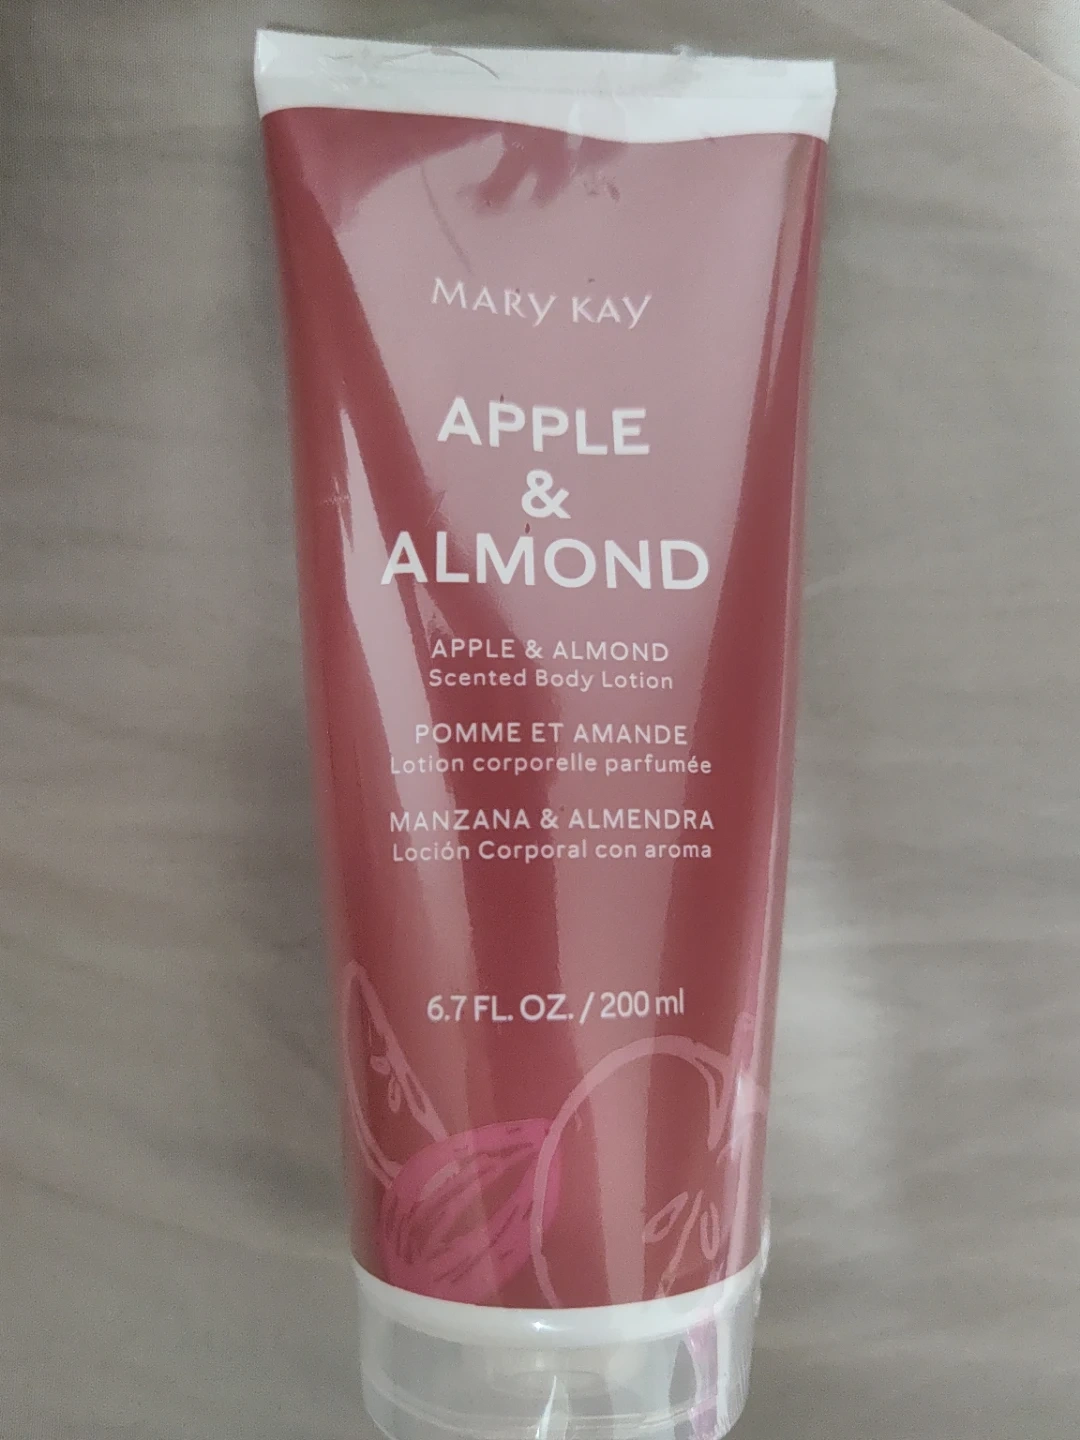 MARY KAY
APPLE
&
ALMOND
APPLE & ALMOND
Scented Body Lotion
POMME ET AMANDE
Lotion corporelle parfumée
MANZANA & ALMENDRA
Loción Corporal con aroma
6.7 FL. OZ. / 200 ml